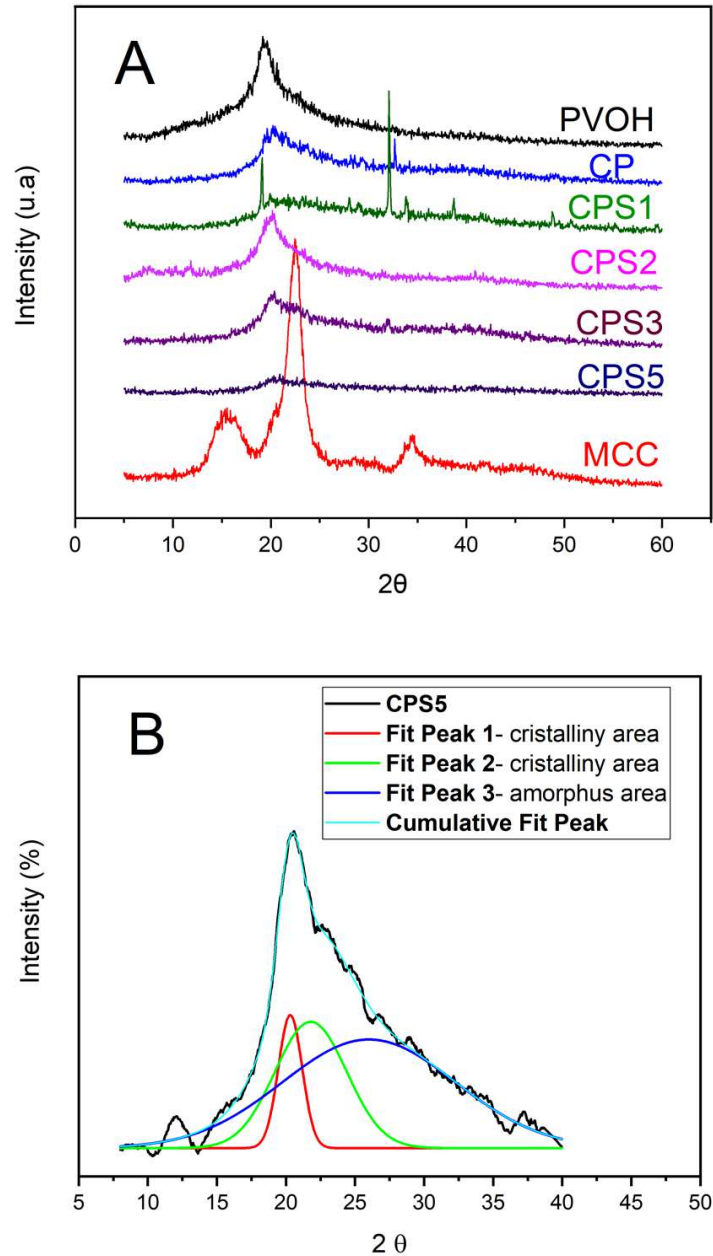 A
PVOH
CP
CPS1
CPS2
CPS3
CPS5
MCC
Intensity (u.a)
0 10 20 30 40 50 60
2θ
B
CPS5
Fit Peak 1- cristalliny area
Fit Peak 2- cristalliny area
Fit Peak 3- amorphus area
Cumulative Fit Peak
Intensity (%)
5 10 15 20 25 30 35 40 45 50
2 θ